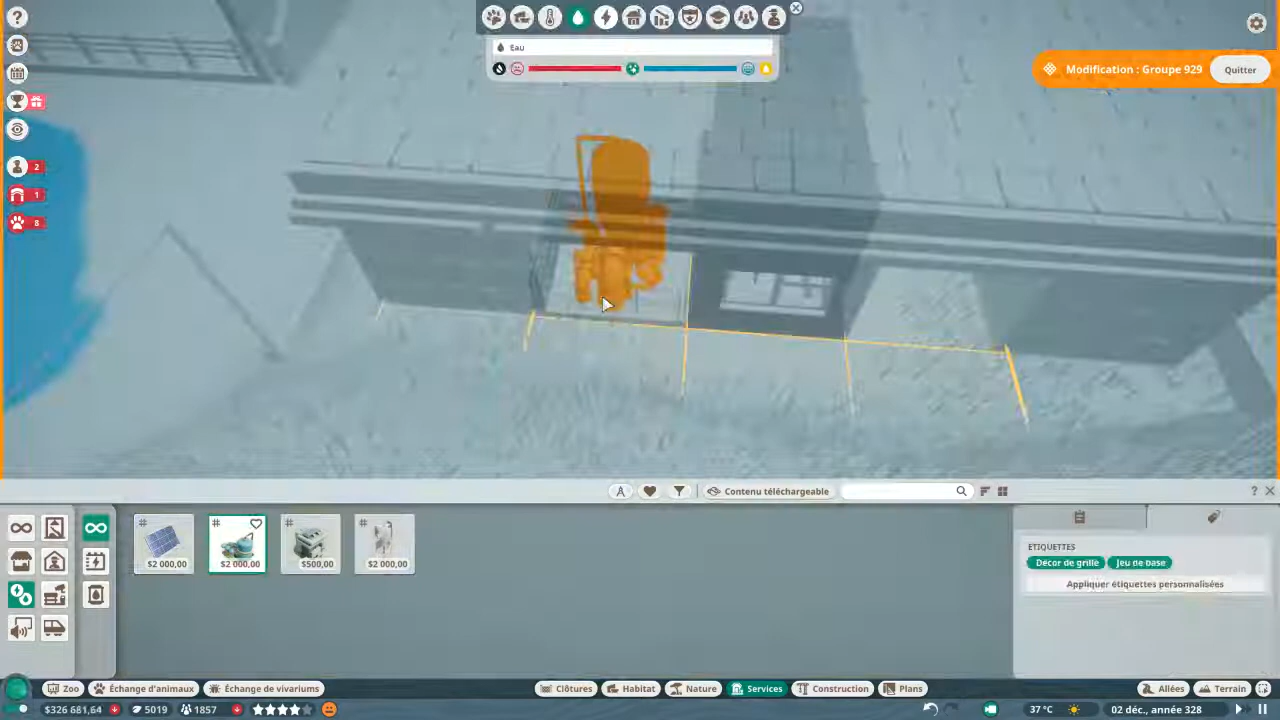 Eau
Modification : Groupe 929
Quitter
2
1
8
Contenu téléchargeable
?
$2 000,00
$2 000,00
$500,00
$2 000,00
ETIQUETTES
Décor de grille
Jeu de base
Appliquer étiquettes personnalisées
Zoo
Échange d'animaux
Échange de vivariums
Clôtures
Habitat
Nature
Services
Construction
Plans
Allées
Terrain
$326 681,64
5019
1857
37 °C
02 déc., année 328